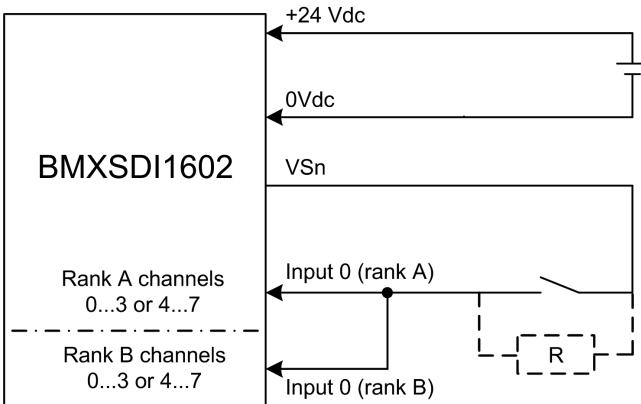 +24 Vdc
0Vdc
BMXSDI1602
VSn
Rank A channels
0...3 or 4...7
Input 0 (rank A)
Rank B channels
0...3 or 4...7
Input 0 (rank B)
R